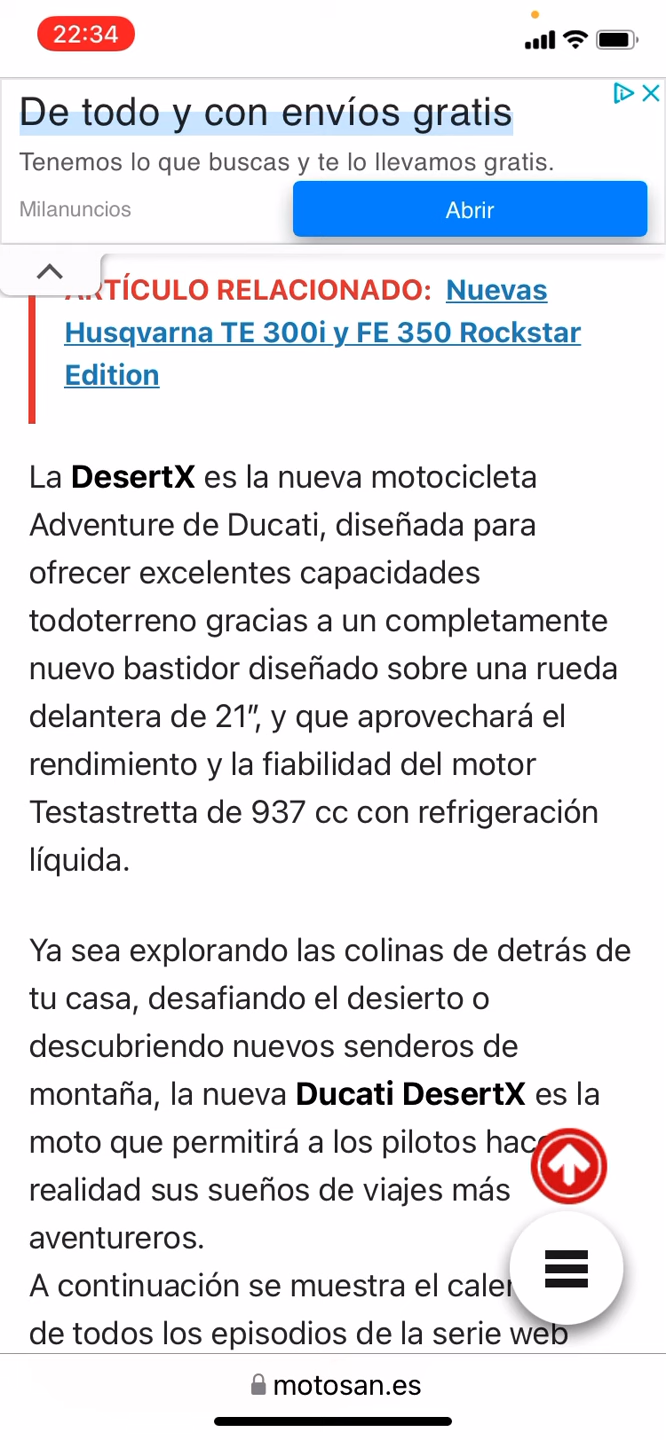 22:34
De todo y con envíos gratis
Tenemos lo que buscas y te lo llevamos gratis.
Milanuncios
Abrir
ARTÍCULO RELACIONADO: Nuevas
Husqvarna TE 300i y FE 350 Rockstar
Edition
La DesertX es la nueva motocicleta
Adventure de Ducati, diseñada para
ofrecer excelentes capacidades
todoterreno gracias a un completamente
nuevo bastidor diseñado sobre una rueda
delantera de 21”, y que aprovechará el
rendimiento y la fiabilidad del motor
Testastretta de 937 cc con refrigeración
líquida.
Ya sea explorando las colinas de detrás de
tu casa, desafiando el desierto o
descubriendo nuevos senderos de
montaña, la nueva Ducati DesertX es la
moto que permitirá a los pilotos
realidad sus sueños de viajes más
aventureros.
A continuación se muestra el
de todos los episodios de la serie web
motosan.es